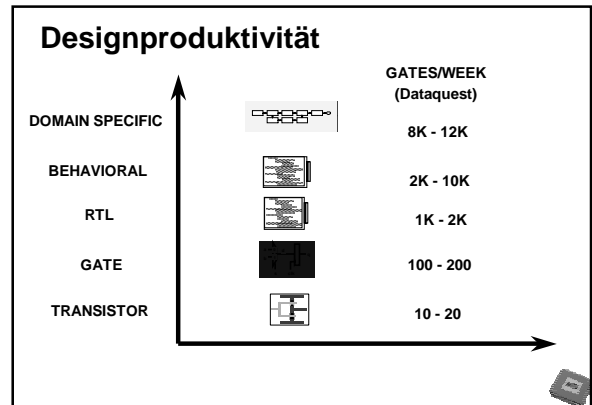 Designproduktivität
GATES/WEEK
(Dataquest)
DOMAIN SPECIFIC 8K - 12K
BEHAVIORAL 2K - 10K
RTL 1K - 2K
GATE 100 - 200
TRANSISTOR 10 - 20